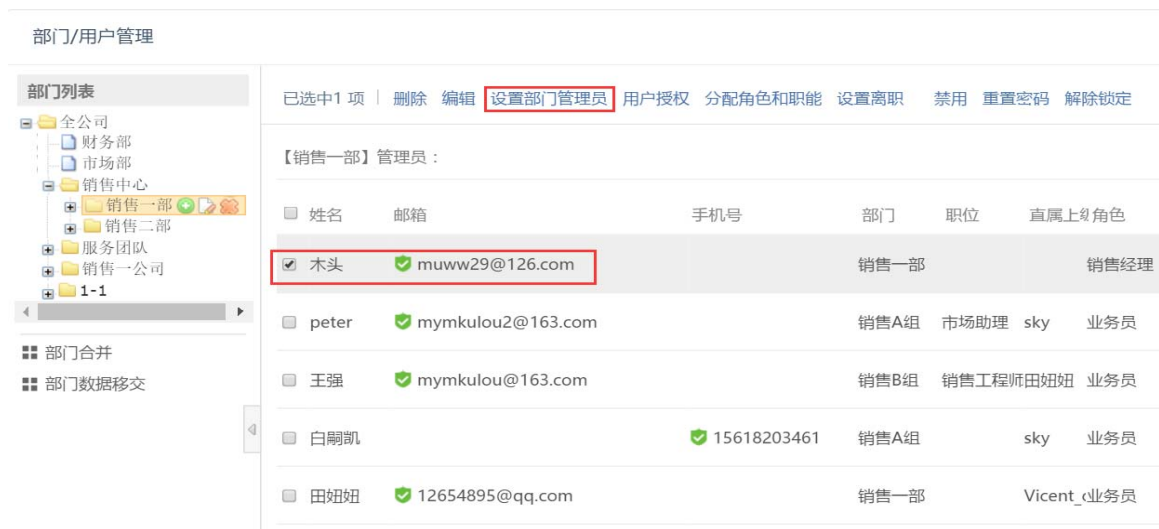 部门/用户管理
部门列表
全公司
财务部
市场部
销售中心
销售一部
销售二部
服务团队
销售一公司
1-1
部门合并
部门数据移交
已选中1 项 删除 编辑 设置部门管理员 用户授权 分配角色和职能 设置离职 禁用 重置密码 解除锁定
【销售一部】管理员：
姓名 邮箱 手机号 部门 职位 直属上级 角色
木头 muww29@126.com 销售一部 销售经理
peter mymkulou2@163.com 销售A组 市场助理 sky 业务员
王强 mymkulou@163.com 销售B组 销售工程师 田妞妞 业务员
白嗣凯 15618203461 销售A组 sky 业务员
田妞妞 12654895@qq.com 销售一部 Vicent_ 业务员